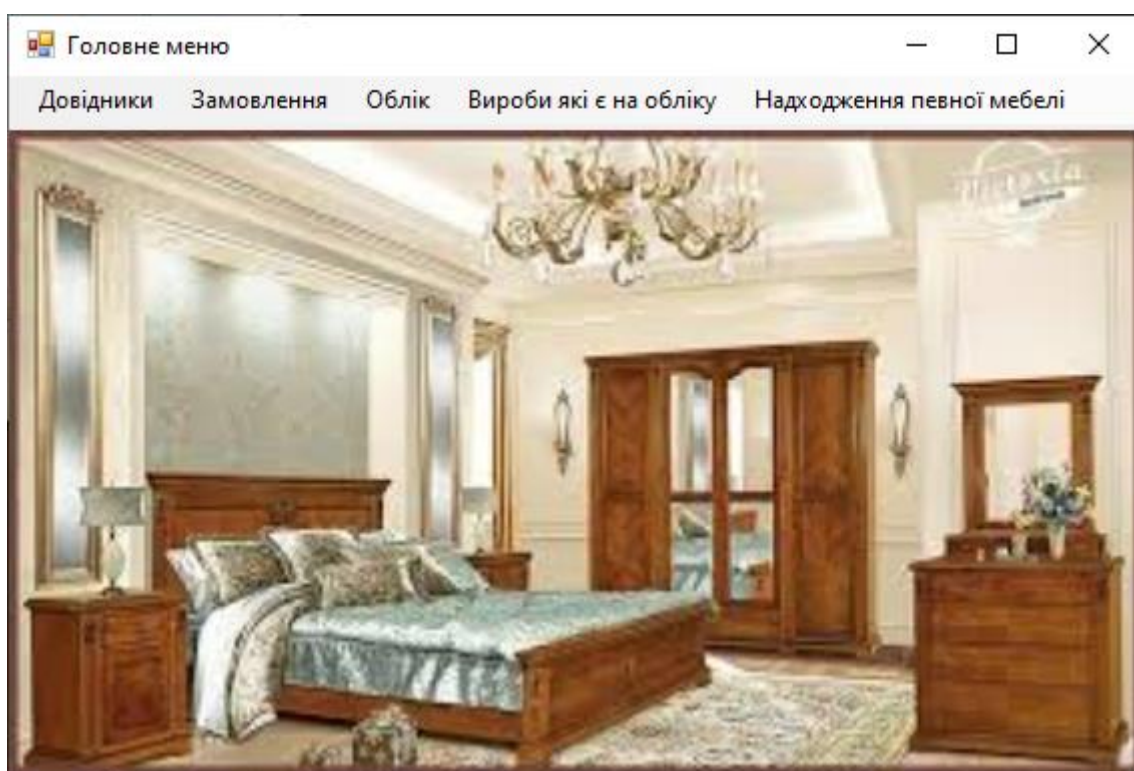 Головне меню
Довідники Замовлення Облік Вироби які є на обліку Надходження певної мебелі